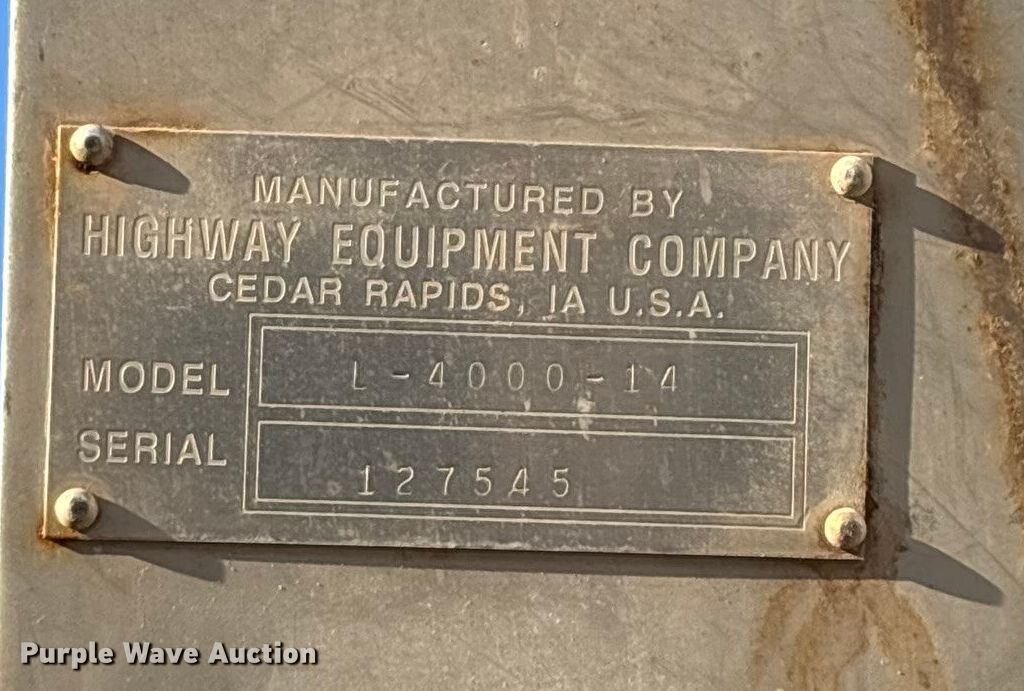 MANUFACTURED BY
HIGHWAY EQUIPMENT COMPANY
CEDAR RAPIDS, IA U.S.A.
MODEL L-4000-14
SERIAL 127545
Purple Wave Auction